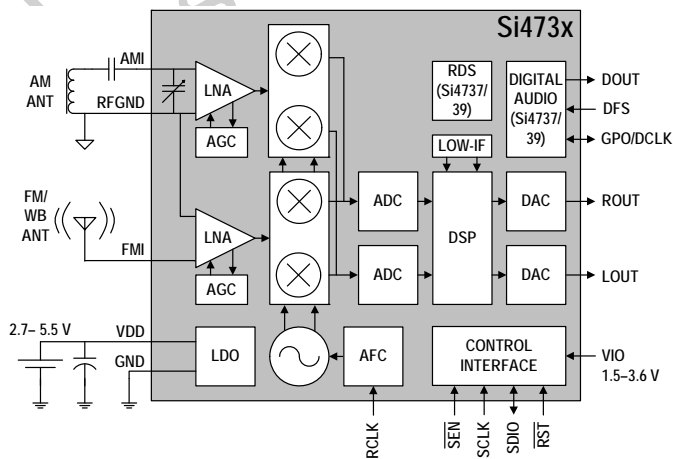 Si473x
AMI
AM
ANT
RFGND
LNA
AGC
RDS
(Si4737/
39)
DIGITAL
AUDIO
(Si4737/
39)
DOUT
DFS
GPO/DCLK
LOW-IF
FM/
WB
ANT
FMI
LNA
AGC
ADC
ADC
DSP
DAC
DAC
ROUT
LOUT
2.7– 5.5 V
VDD
GND
LDO
AFC
CONTROL
INTERFACE
VIO
1.5–3.6 V
RCLK
SEN
SCLK
SDIO
RST